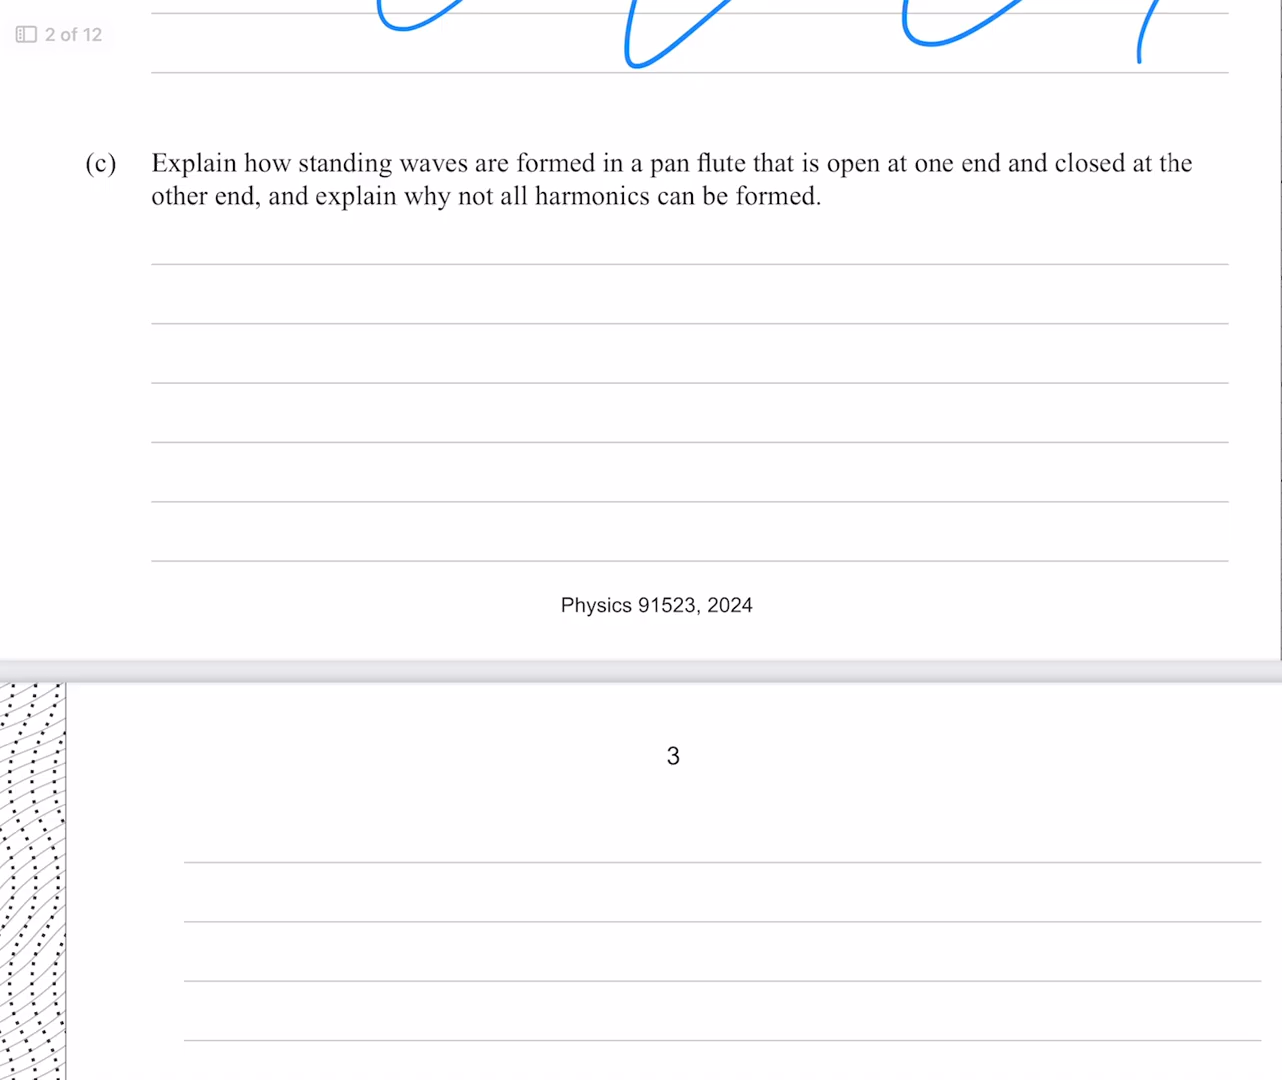 2 of 12
(c) Explain how standing waves are formed in a pan flute that is open at one end and closed at the
other end, and explain why not all harmonics can be formed.
Physics 91523, 2024
3